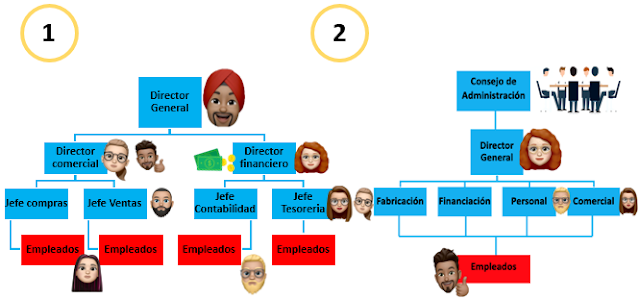 1
Director
General
Director
comercial
Director
financiero
Jefe compras
Jefe Ventas
Jefe
Contabilidad
Jefe
Tesoreria
Empleados
Empleados
Empleados
Empleados
2
Consejo de
Administración
Director
General
Fabricación
Financiación
Personal
Comercial
Empleados